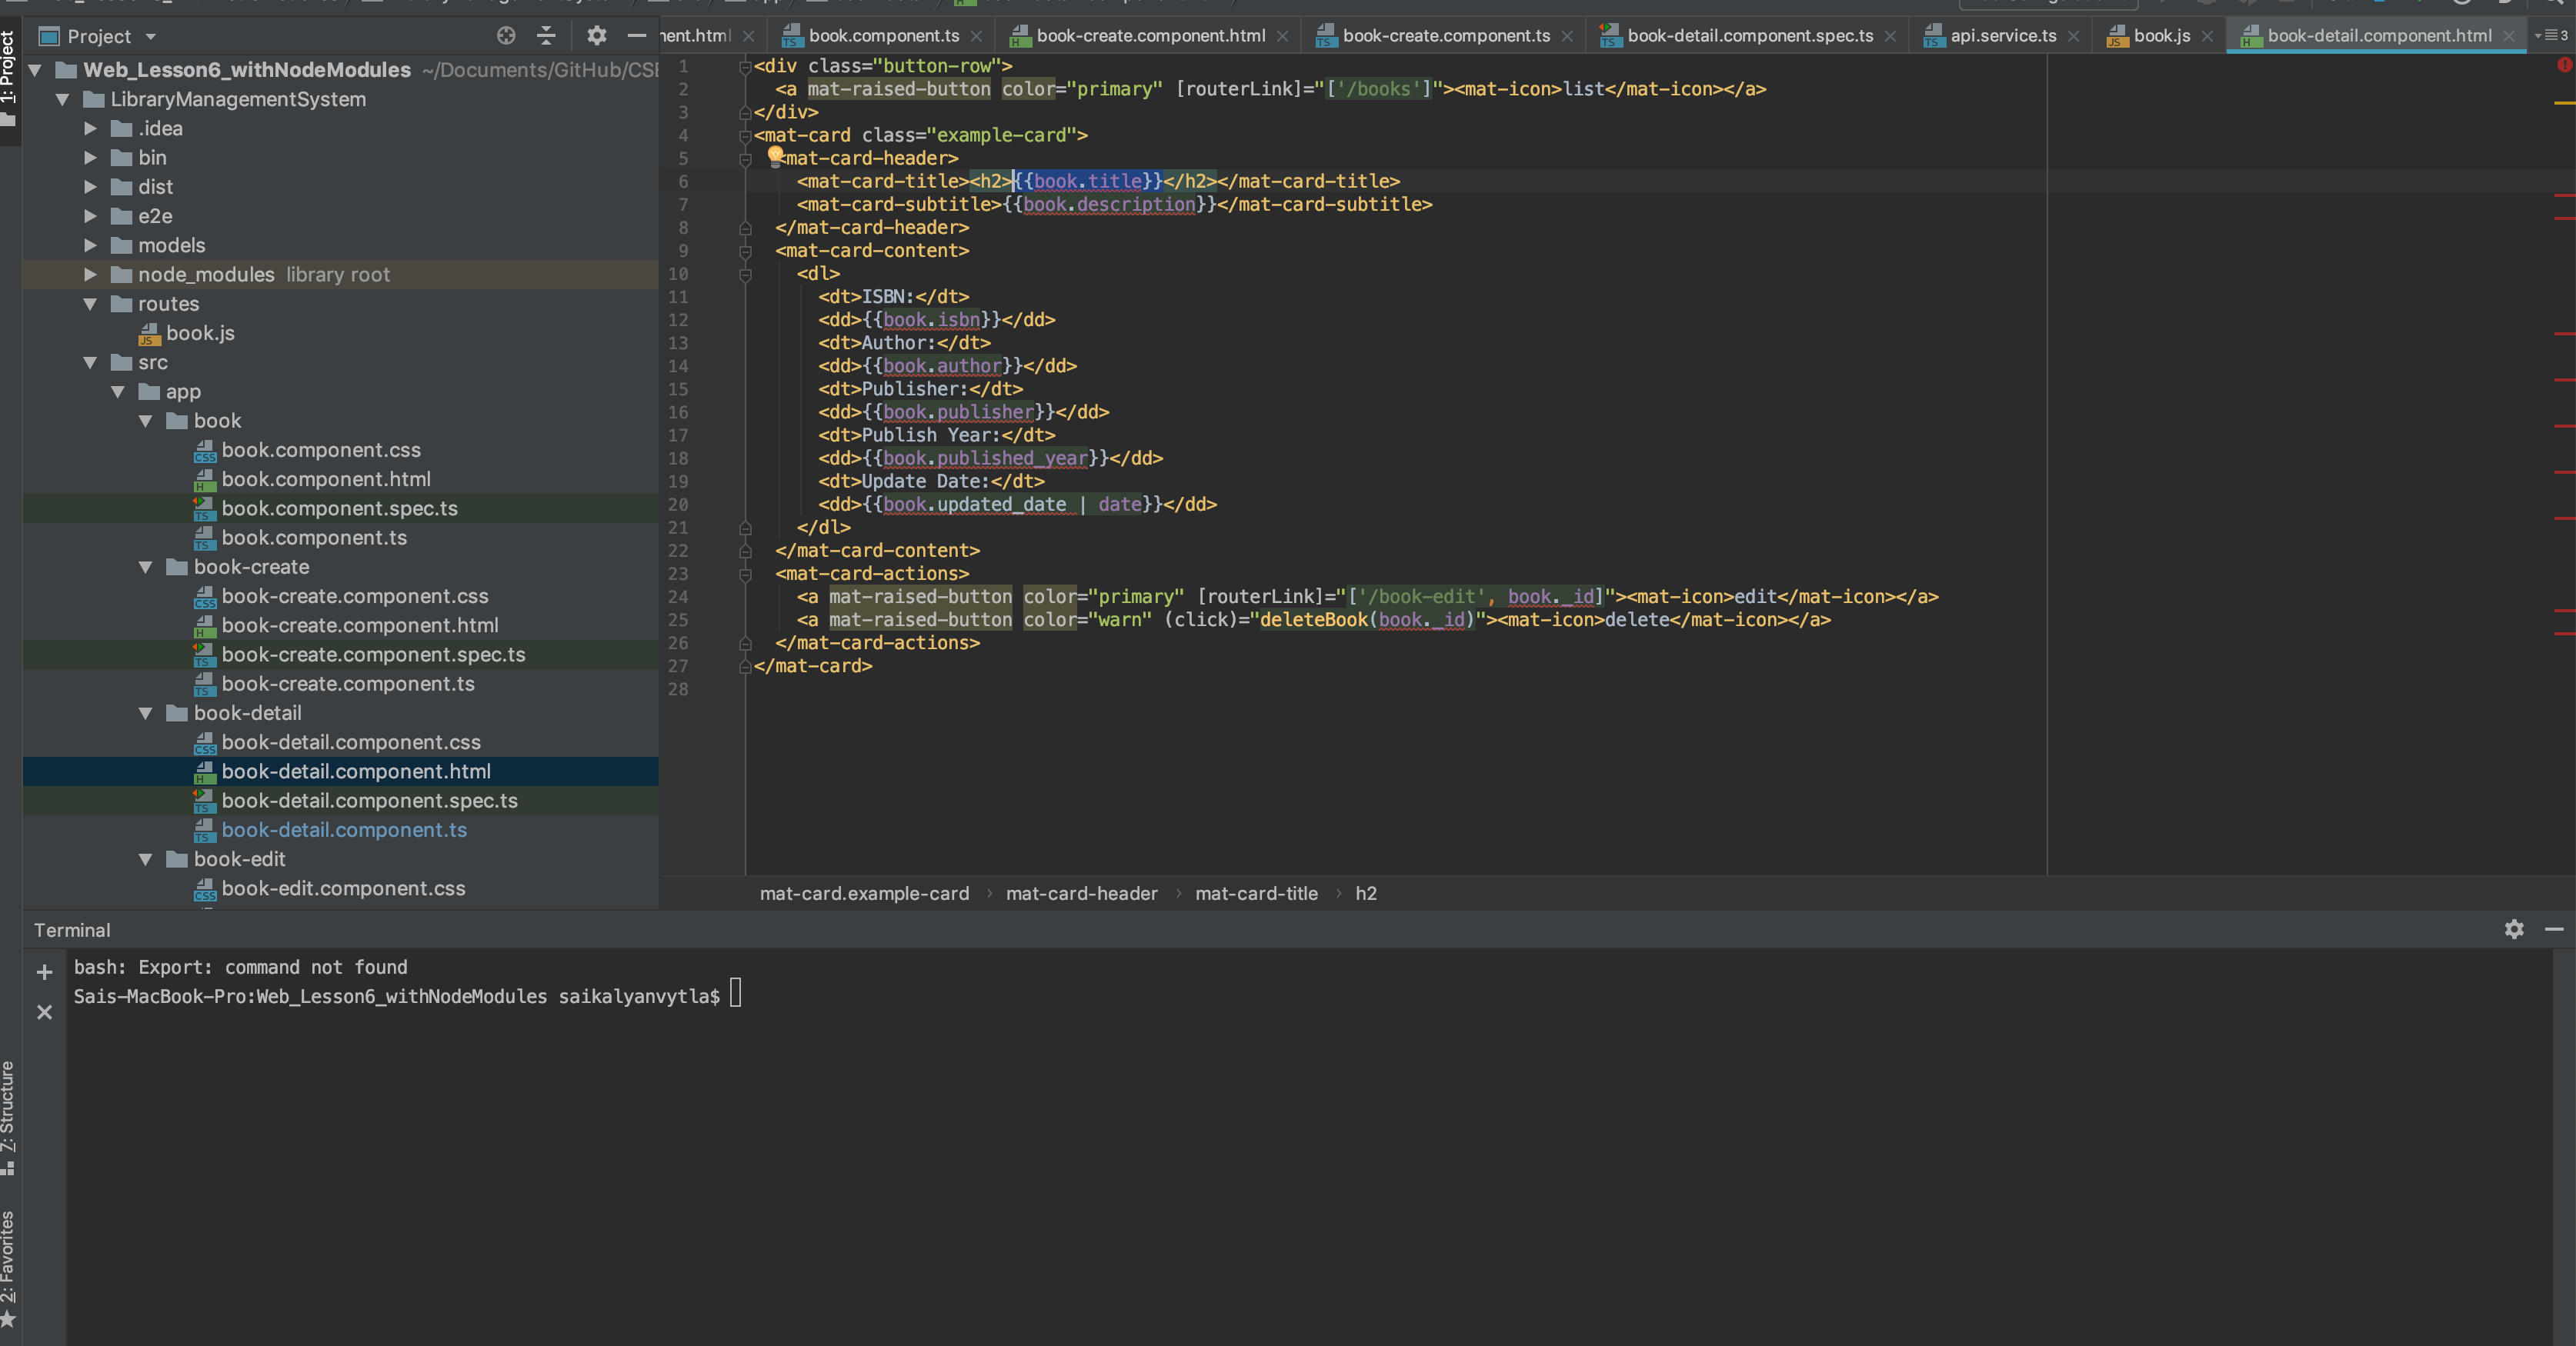 Project
nent.html
book.component.ts
book-create.component.html
book-create.component.ts
book-detail.component.spec.ts
api.service.ts
book.js
book-detail.component.html
3
1: Project
Web_Lesson6_withNodeModules ~/Documents/GitHub/CSE
LibraryManagementSystem
.idea
bin
dist
e2e
models
node_modules library root
routes
book.js
src
app
book
book.component.css
book.component.html
book.component.spec.ts
book.component.ts
book-create
book-create.component.css
book-create.component.html
book-create.component.spec.ts
book-create.component.ts
book-detail
book-detail.component.css
book-detail.component.html
book-detail.component.spec.ts
book-detail.component.ts
book-edit
book-edit.component.css
1 <div class="button-row">
2 <a mat-raised-button color="primary" [routerLink]="['/books']"><mat-icon>list</mat-icon></a>
3 </div>
4 <mat-card class="example-card">
5 <mat-card-header>
6 <mat-card-title><h2>{{book.title}}</h2></mat-card-title>
7 <mat-card-subtitle>{{book.description}}</mat-card-subtitle>
8 </mat-card-header>
9 <mat-card-content>
10 <dl>
11 <dt>ISBN:</dt>
12 <dd>{{book.isbn}}</dd>
13 <dt>Author:</dt>
14 <dd>{{book.author}}</dd>
15 <dt>Publisher:</dt>
16 <dd>{{book.publisher}}</dd>
17 <dt>Publish Year:</dt>
18 <dd>{{book.published_year}}</dd>
19 <dt>Update Date:</dt>
20 <dd>{{book.updated_date | date}}</dd>
21 </dl>
22 </mat-card-content>
23 <mat-card-actions>
24 <a mat-raised-button color="primary" [routerLink]="['/book-edit', book._id]"><mat-icon>edit</mat-icon></a>
25 <a mat-raised-button color="warn" (click)="deleteBook(book._id)"><mat-icon>delete</mat-icon></a>
26 </mat-card-actions>
27 </mat-card>
28
mat-card.example-card › mat-card-header › mat-card-title › h2
Terminal
bash: Export: command not found
Sais-MacBook-Pro:Web_Lesson6_withNodeModules saikalyanvytla$
7: Structure
2: Favorites